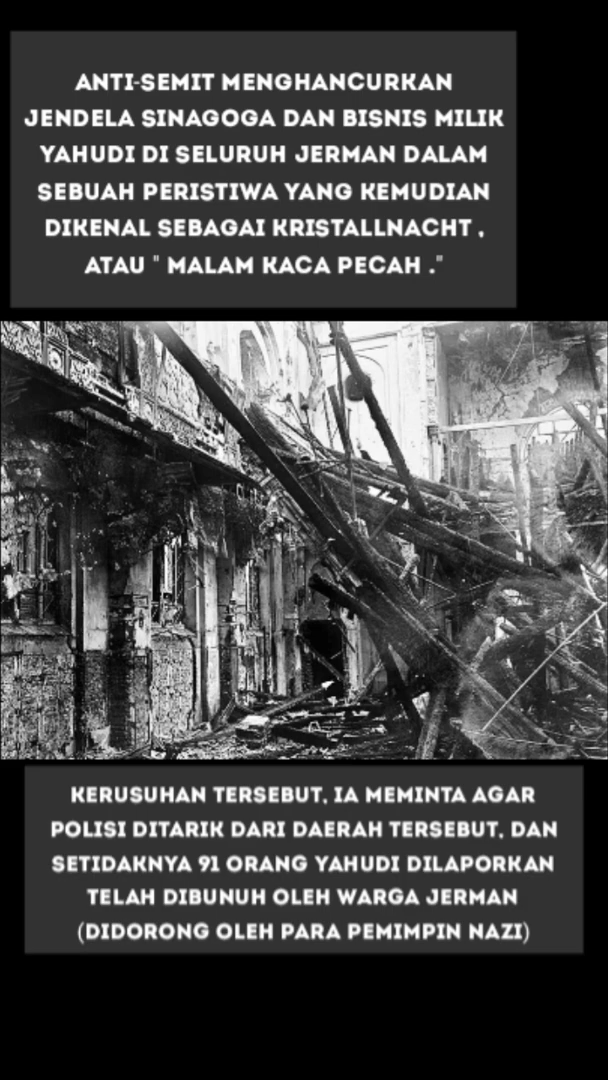 ANTI-SEMIT MENGHANCURKAN
JENDELA SINAGOGA DAN BISNIS MILIK
YAHUDI DI SELURUH JERMAN DALAM
SEBUAH PERISTIWA YANG KEMUDIAN
DIKENAL SEBAGAI KRISTALLNACHT ,
ATAU " MALAM KACA PECAH ."
KERUSUHAN TERSEBUT, IA MEMINTA AGAR
POLISI DITARIK DARI DAERAH TERSEBUT, DAN
SETIDAKNYA 91 ORANG YAHUDI DILAPORKAN
TELAH DIBUNUH OLEH WARGA JERMAN
(DIDORONG OLEH PARA PEMIMPIN NAZI)